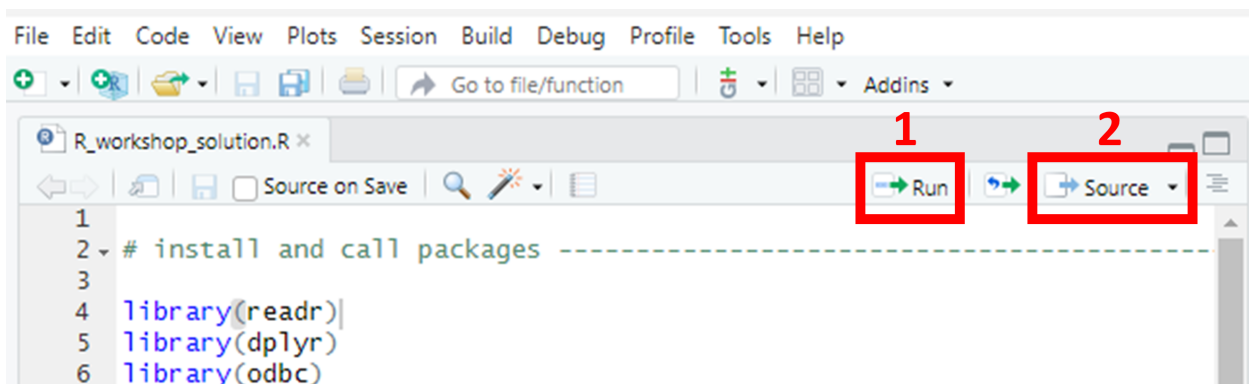 File Edit Code View Plots Session Build Debug Profile Tools Help
Go to file/function Addins
1 2
R_workshop_solution.R
Source on Save Run Source
1
2 # install and call packages -----------------------------------------
3
4 library(readr)
5 library(dplyr)
6 library(odbc)